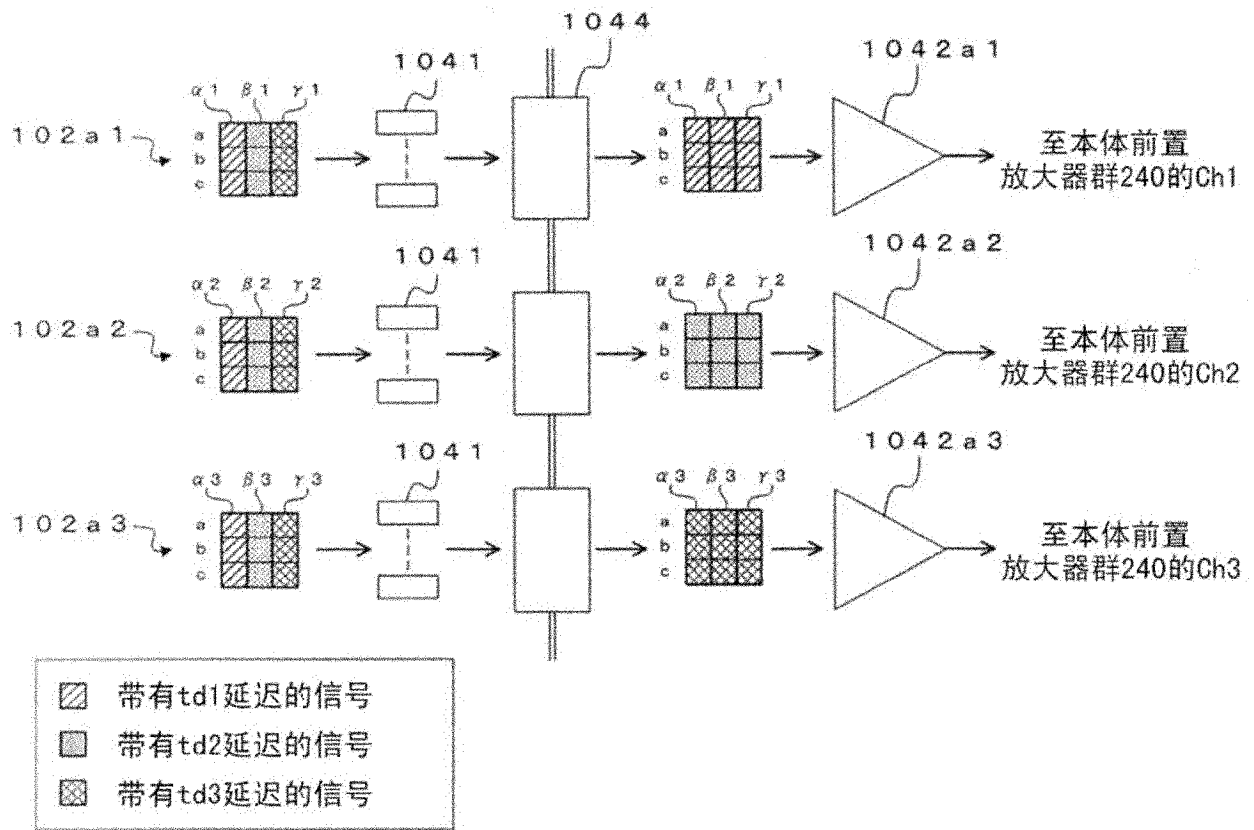 1044
1041
1042a1
α1 β1 γ1
α1 β1 γ1
102a1
a
b
c
a
b
c
至本体前置
放大器群240的Ch1
1041
1042a2
α2 β2 γ2
α2 β2 γ2
102a2
a
b
c
a
b
c
至本体前置
放大器群240的Ch2
1041
1042a3
α3 β3 γ3
α3 β3 γ3
102a3
a
b
c
a
b
c
至本体前置
放大器群240的Ch3
带有td1延迟的信号
带有td2延迟的信号
带有td3延迟的信号